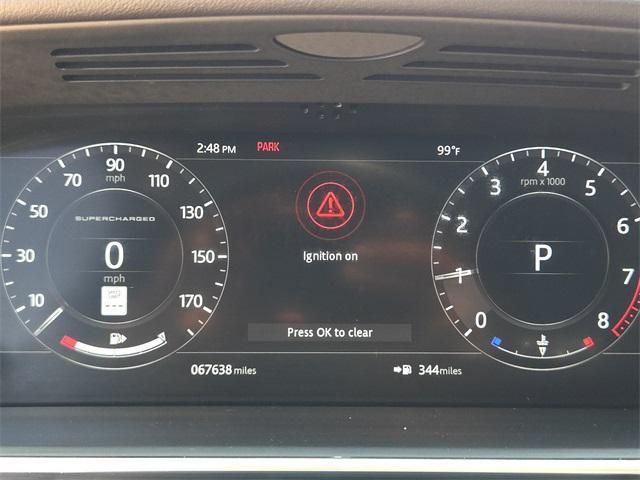 2:48 PM PARK 99°F
90
mph
70 110
50 130
SUPERCHARGED
30 0 150
mph
10 170
Ignition on
Press OK to clear
4
rpm x 1000
3 5
2 6
P
1 7
0 8
067638 miles 344 miles